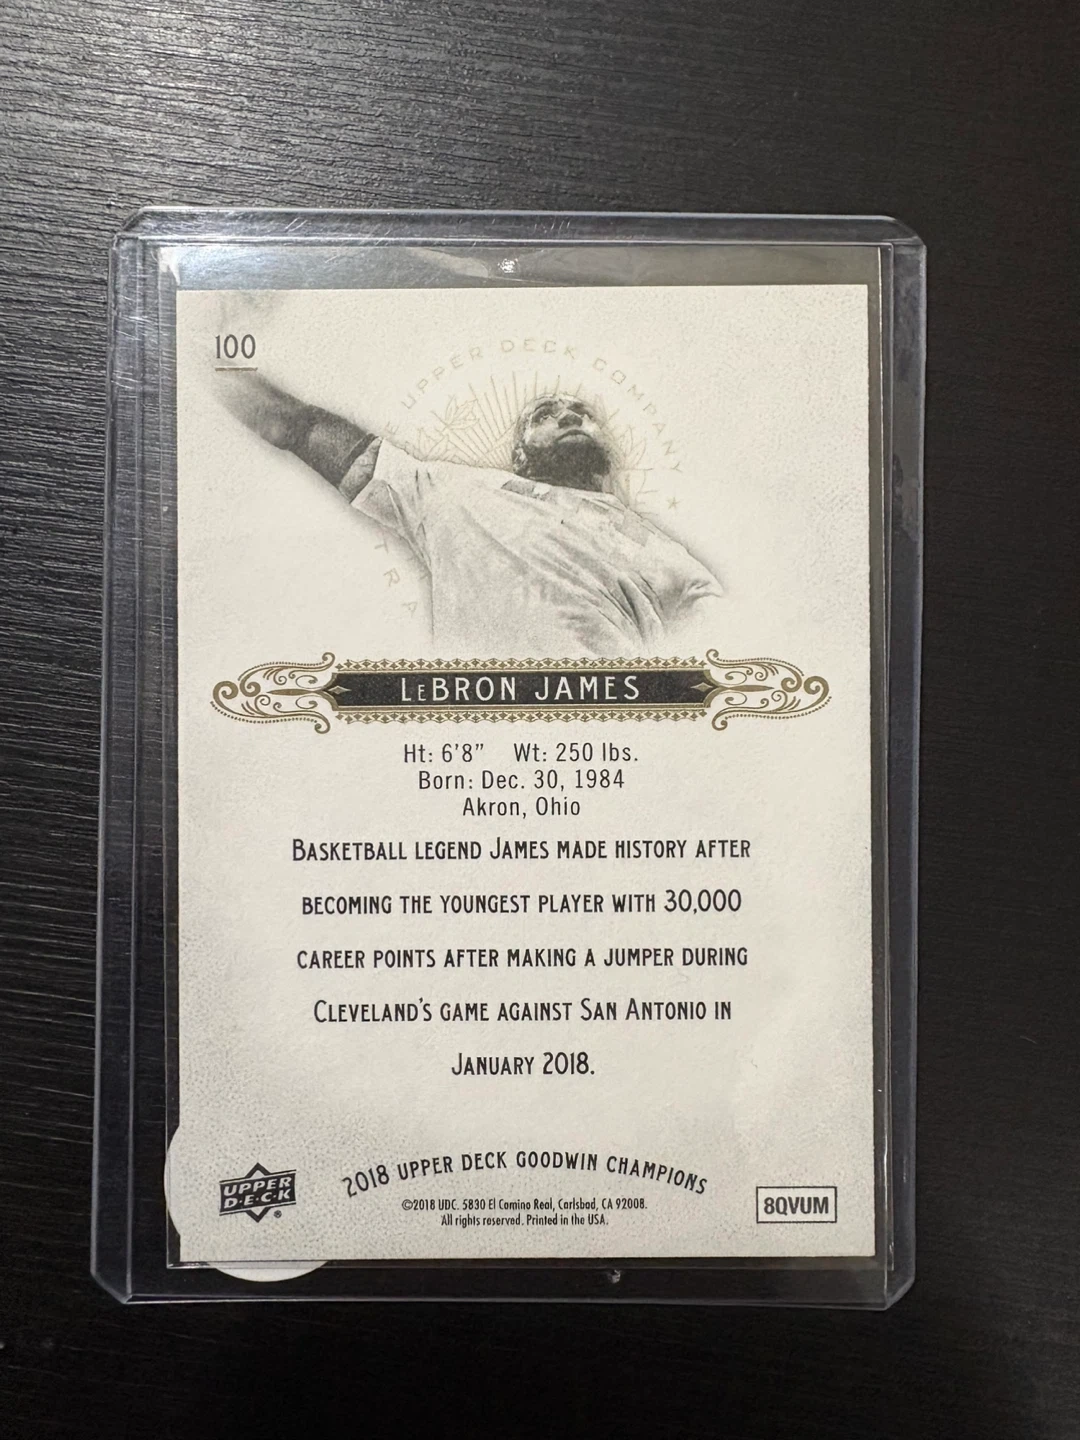 100
UPPER DECK COMPANY
LeBRON JAMES
Ht: 6'8" Wt: 250 lbs.
Born: Dec. 30, 1984
Akron, Ohio
BASKETBALL LEGEND JAMES MADE HISTORY AFTER
BECOMING THE YOUNGEST PLAYER WITH 30,000
CAREER POINTS AFTER MAKING A JUMPER DURING
CLEVELAND'S GAME AGAINST SAN ANTONIO IN
JANUARY 2018.
2018 UPPER DECK GOODWIN CHAMPIONS
UPPER
D·E·C·K
®
©2018 UDC. 5830 El Camino Real, Carlsbad, CA 92008.
All rights reserved. Printed in the USA.
8QVUM